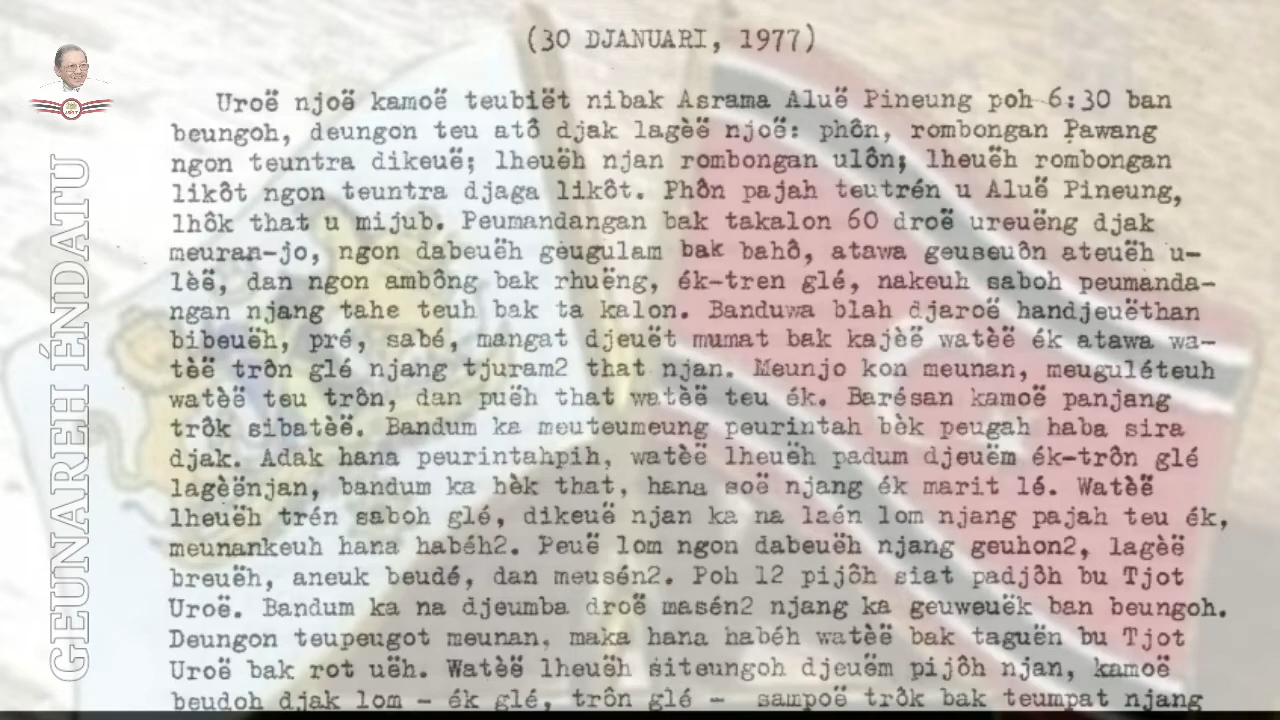 (30 DJANUARI, 1977)
Uroë njoë kamoë teubiët nibak Asrama Aluë Pineung poh 6:30 ban
beungoh, deungon teu atô djak lagèë njoë: phôn, rombongan Pawang
ngon teuntra dikeuë; lheuëh njan rombongan ulôn; lheuëh rombongan
likôt ngon teuntra djaga likôt. Phôn pajah teutrén u Aluë Pineung,
lhôk that u mijub. Peumandangan bak takalon 60 droë ureuëng djak
meuran-jo, ngon dabeuëh geugulam bak bahô, atawa geuseuôn ateuëh u-
lèë, dan ngon ambông bak rhuëng, ék-tren glé, nakeuh saboh peumanda-
ngan njang tahe teuh bak ta kalon. Banduwa blah djaroë handjeuëthan
bibeuëh, pré, sabé, mangat djeuët mumat bak kajèë watèë ék atawa wa-
tèë trôn glé njang tjuram2 that njan. Meunjo kon meunan, meuguléteuh
watèë teu trôn, dan puëh that watèë teu ék. Barésan kamoë panjang
trôk sibatèë. Bandum ka meuteumeung peurintah bèk peugah haba sira
djak. Adak hana peurintahpih, watèë lheuëh padum djeuëm ék-trôn glé
lagèënjan, bandum ka hèk that, hana soë njang ék marit lé. Watèë
lheuëh trén saboh glé, dikeuë njan ka na laén lom njang pajah teu ék,
meunankeuh hana habéh2. Peuë lom ngon dabeuëh njang geuhon2, lagèë
breuëh, aneuk beudé, dan meusén2. Poh 12 pijôh siat padjôh bu Tjot
Uroë. Bandum ka na djeumba droë masén2 njang ka geuweuëk ban beungoh.
Deungon teupeugot meunan, maka hana habéh watèë bak taguën bu Tjot
Uroë bak rot uëh. Watèë lheuëh siteungoh djeuëm pijôh njan, kamoë
beudoh djak lom - ék glé, trôn glé - sampoë trôk bak teumpat njang
GEUNAREH ÉNDATU